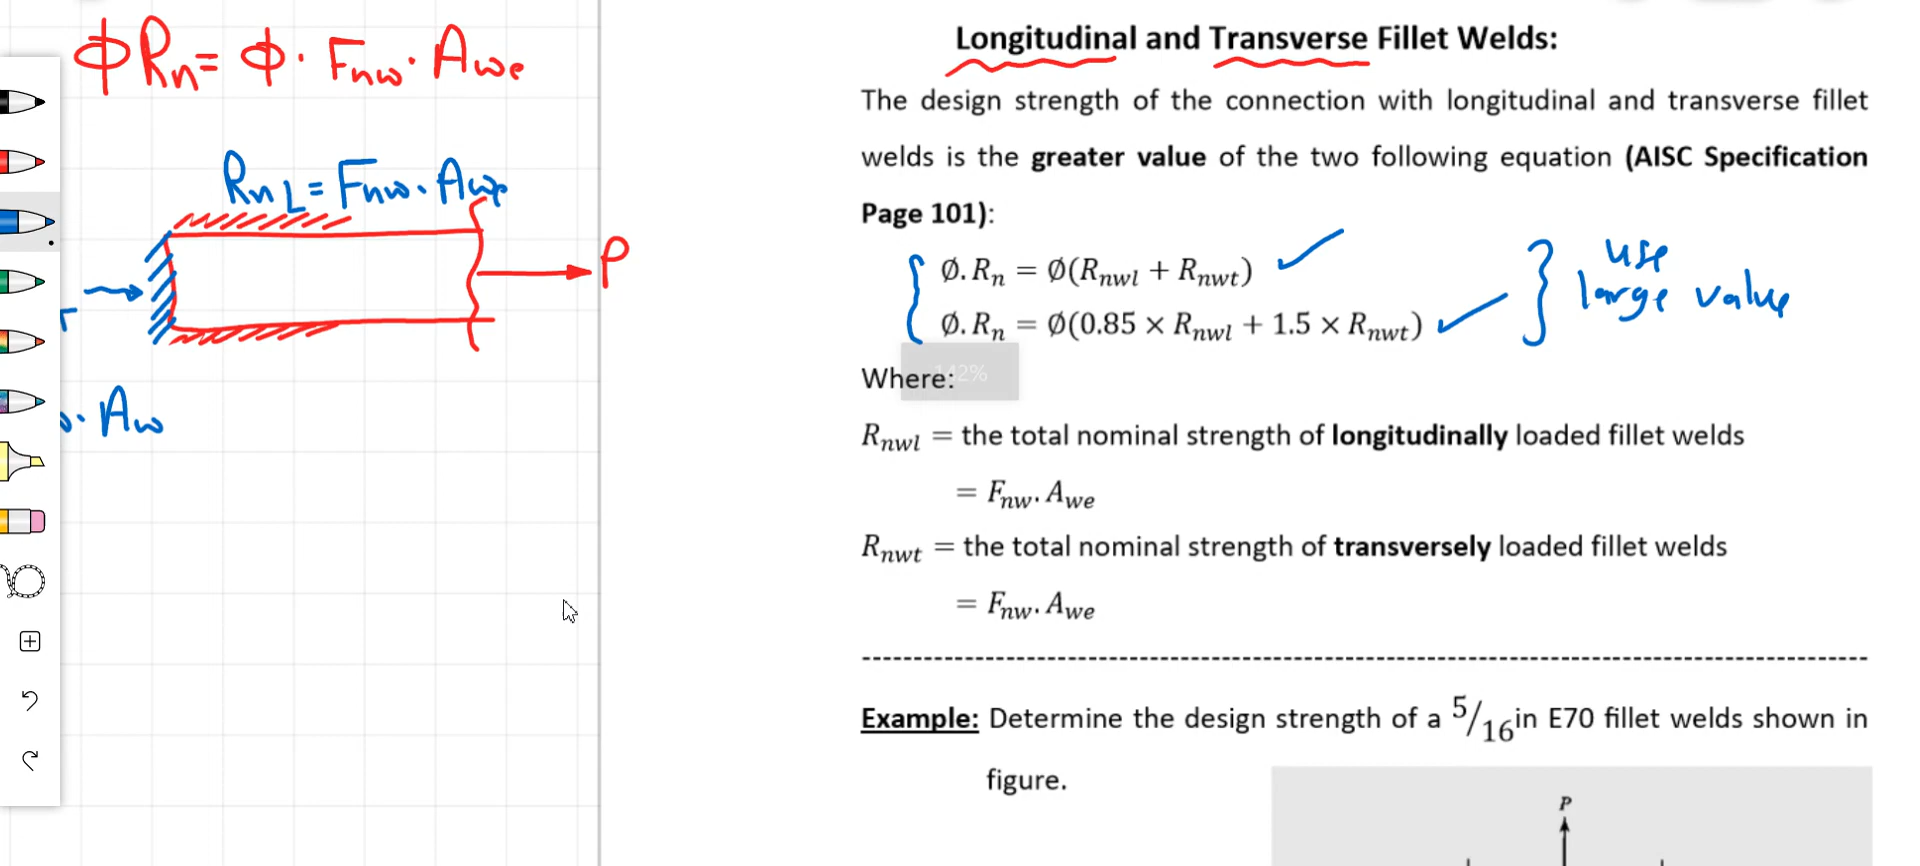 ϕRn = ϕ · Fnw · Awe
RnL = Fnw · Awe
P
· Aw
Longitudinal and Transverse Fillet Welds:
The design strength of the connection with longitudinal and transverse fillet
welds is the greater value of the two following equation (AISC Specification
Page 101):
Ø. Rn = Ø(Rnwl + Rnwt)
Ø. Rn = Ø(0.85 × Rnwl + 1.5 × Rnwt)
use
large value
Where:
Rnwl = the total nominal strength of longitudinally loaded fillet welds
= Fnw. Awe
Rnwt = the total nominal strength of transversely loaded fillet welds
= Fnw. Awe
Example: Determine the design strength of a 5/16in E70 fillet welds shown in
figure.
P